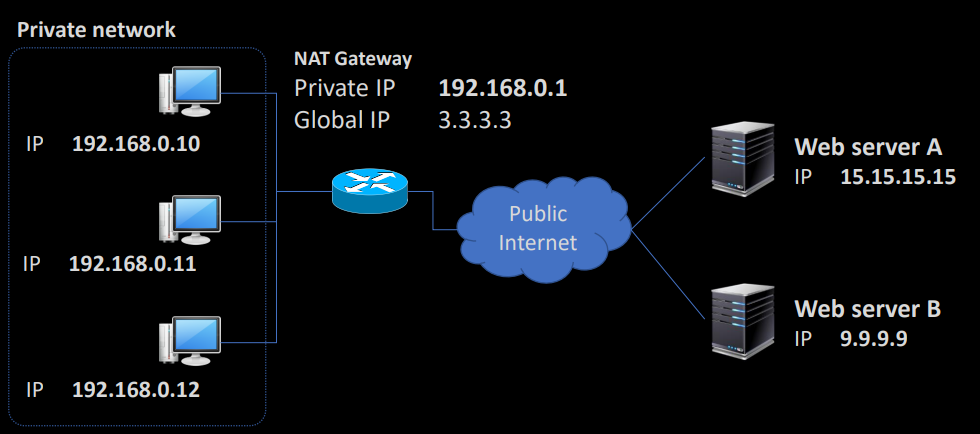 Private network
IP 192.168.0.10
IP 192.168.0.11
IP 192.168.0.12
NAT Gateway
Private IP 192.168.0.1
Global IP 3.3.3.3
Public
Internet
Web server A
IP 15.15.15.15
Web server B
IP 9.9.9.9